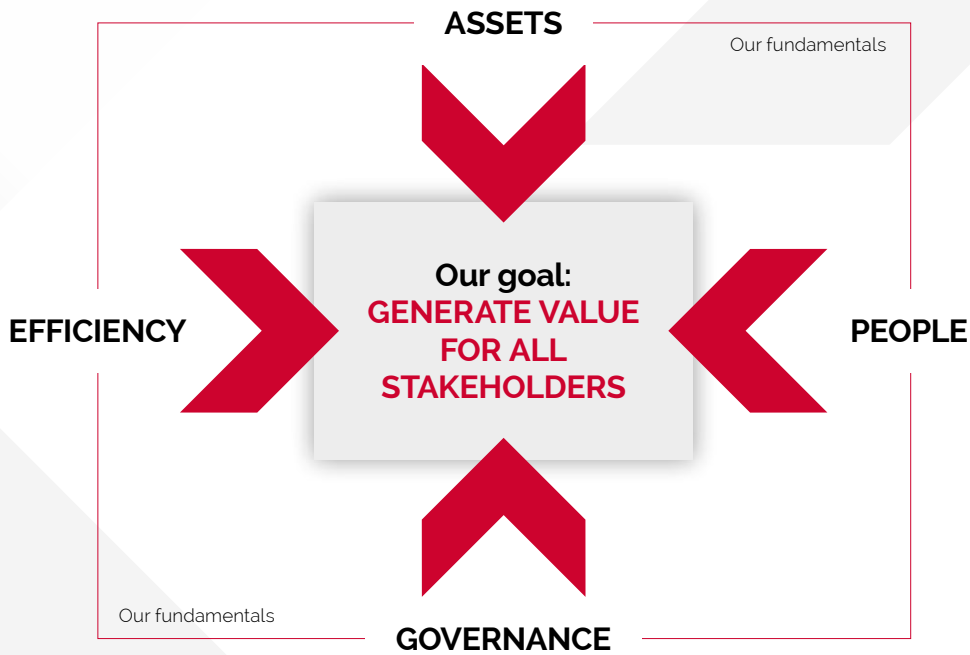 ASSETS
Our fundamentals
Our goal:
GENERATE VALUE
FOR ALL
STAKEHOLDERS
EFFICIENCY
PEOPLE
Our fundamentals
GOVERNANCE